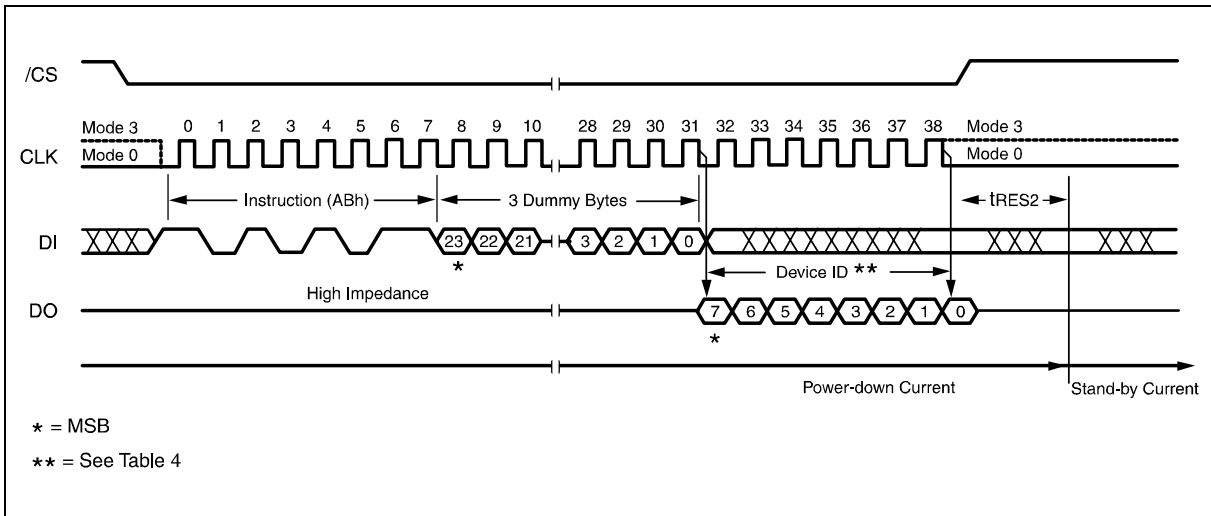 /CS
Mode 3
0 1 2 3 4 5 6 7 8 9 10 28 29 30 31 32 33 34 35 36 37 38
Mode 3
CLK
Mode 0
Mode 0
Instruction (ABh)
3 Dummy Bytes
tRES2
DI
23 22 21 3 2 1 0
*
Device ID **
High Impedance
DO
7 6 5 4 3 2 1 0
*
Power-down Current
Stand-by Current
* = MSB
** = See Table 4